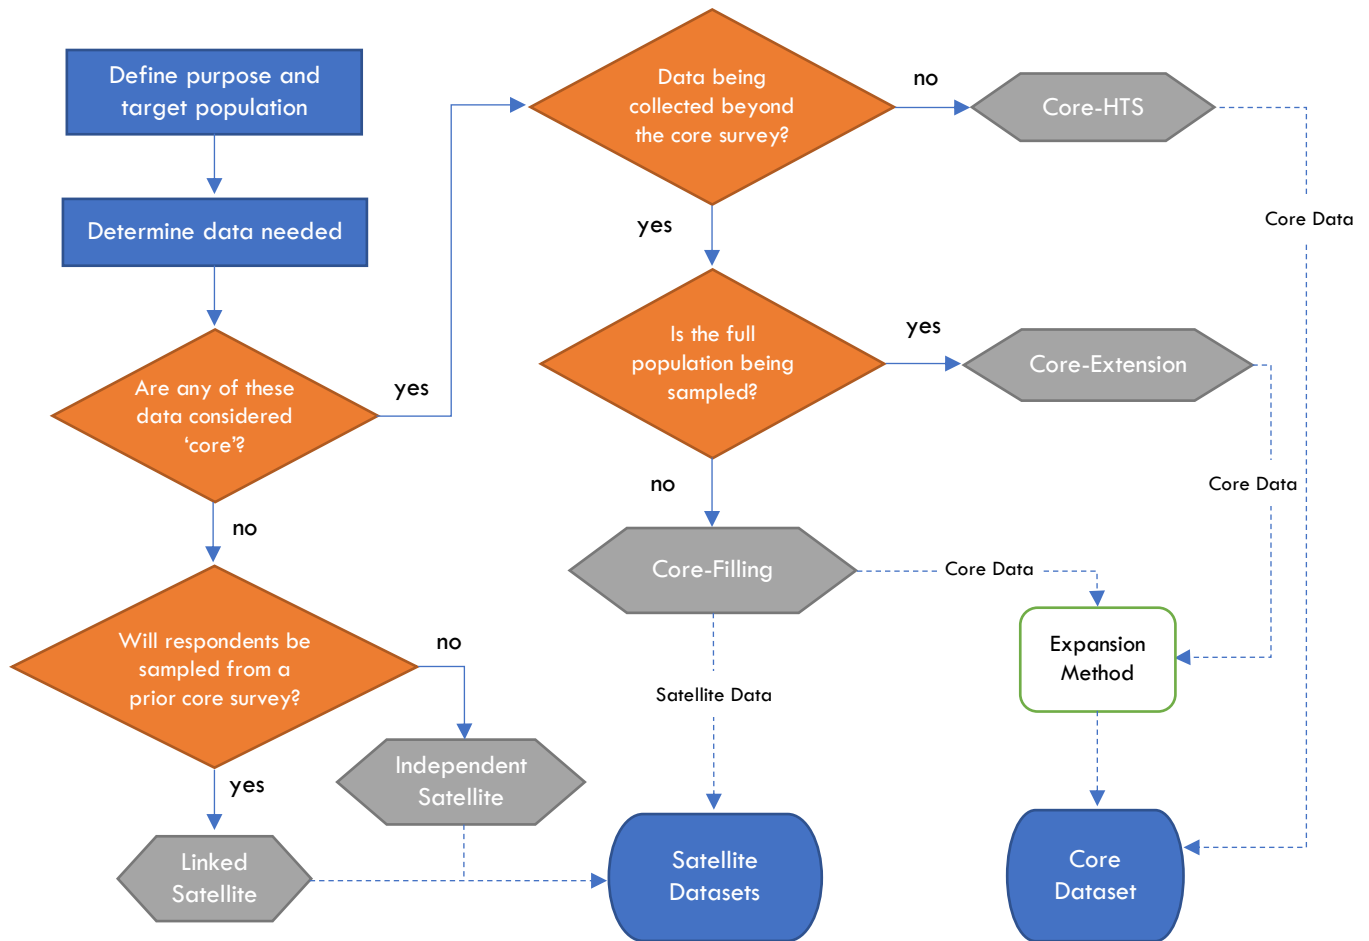 Define purpose and
target population
Determine data needed
Are any of these
data considered
‘core’?
yes
no
Will respondents be
sampled from a
prior core survey?
no
yes
Independent
Satellite
Linked
Satellite
Data being
collected beyond
the core survey?
no
Core-HTS
Core Data
yes
Is the full
population being
sampled?
yes
Core-Extension
Core Data
no
Core-Filling
Core Data
Expansion
Method
Satellite Data
Satellite
Datasets
Core
Dataset